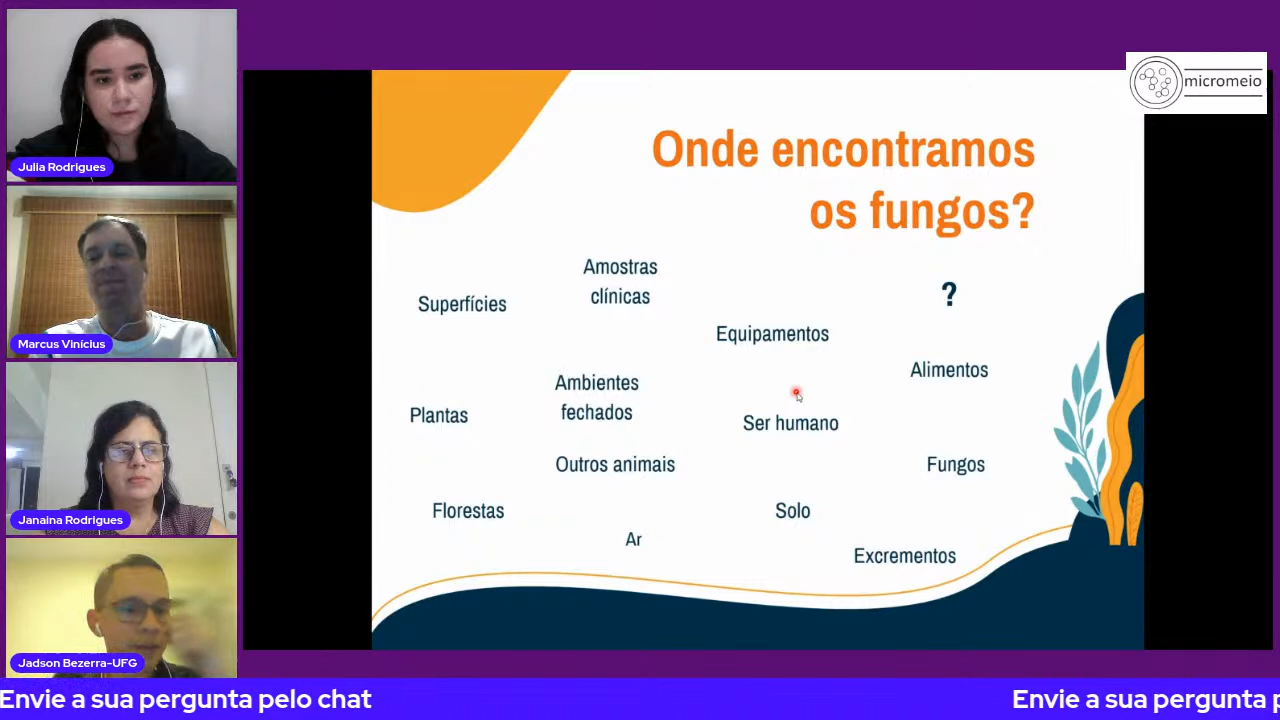 Julia Rodrigues
Marcus Vinícius
Janaina Rodrigues
Jadson Bezerra-UFG
micromeio
Onde encontramos
os fungos?
Amostras
clínicas
?
Superfícies
Equipamentos
Alimentos
Ambientes
fechados
Plantas
Ser humano
Outros animais
Fungos
Florestas
Solo
Ar
Excrementos
Envie a sua pergunta pelo chat
Envie a sua pergunta p